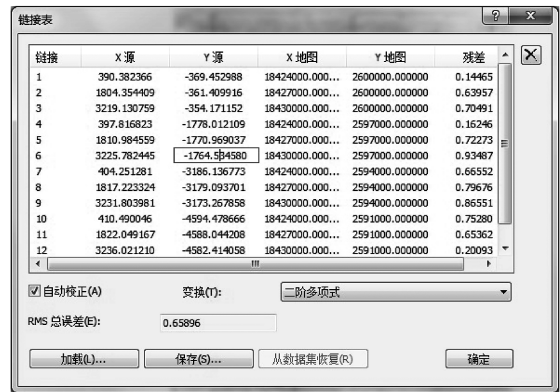 链接表
链接 X 源 Y 源 X 地图 Y 地图 残差
1 390.382366 -369.452988 18424000.000... 2600000.000000 0.14465
2 1804.354409 -361.409916 18427000.000... 2600000.000000 0.63957
3 3219.130759 -354.171152 18430000.000... 2600000.000000 0.70491
4 397.816823 -1778.012109 18424000.000... 2597000.000000 0.16246
5 1810.984559 -1770.969037 18427000.000... 2597000.000000 0.72273
6 3225.782445 -1764.534580 18430000.000... 2597000.000000 0.93487
7 404.251281 -3186.136773 18424000.000... 2594000.000000 0.66552
8 1817.223324 -3179.093701 18427000.000... 2594000.000000 0.79676
9 3231.803981 -3173.267858 18430000.000... 2594000.000000 0.86551
10 410.490046 -4594.478666 18424000.000... 2591000.000000 0.75280
11 1822.049167 -4588.044208 18427000.000... 2591000.000000 0.65362
12 3236.021210 -4582.414058 18430000.000... 2591000.000000 0.20093
自动校正(A) 变换(T): 二阶多项式
RMS 总误差(E): 0.65896
加载(L)... 保存(S)... 从数据集恢复(R) 确定